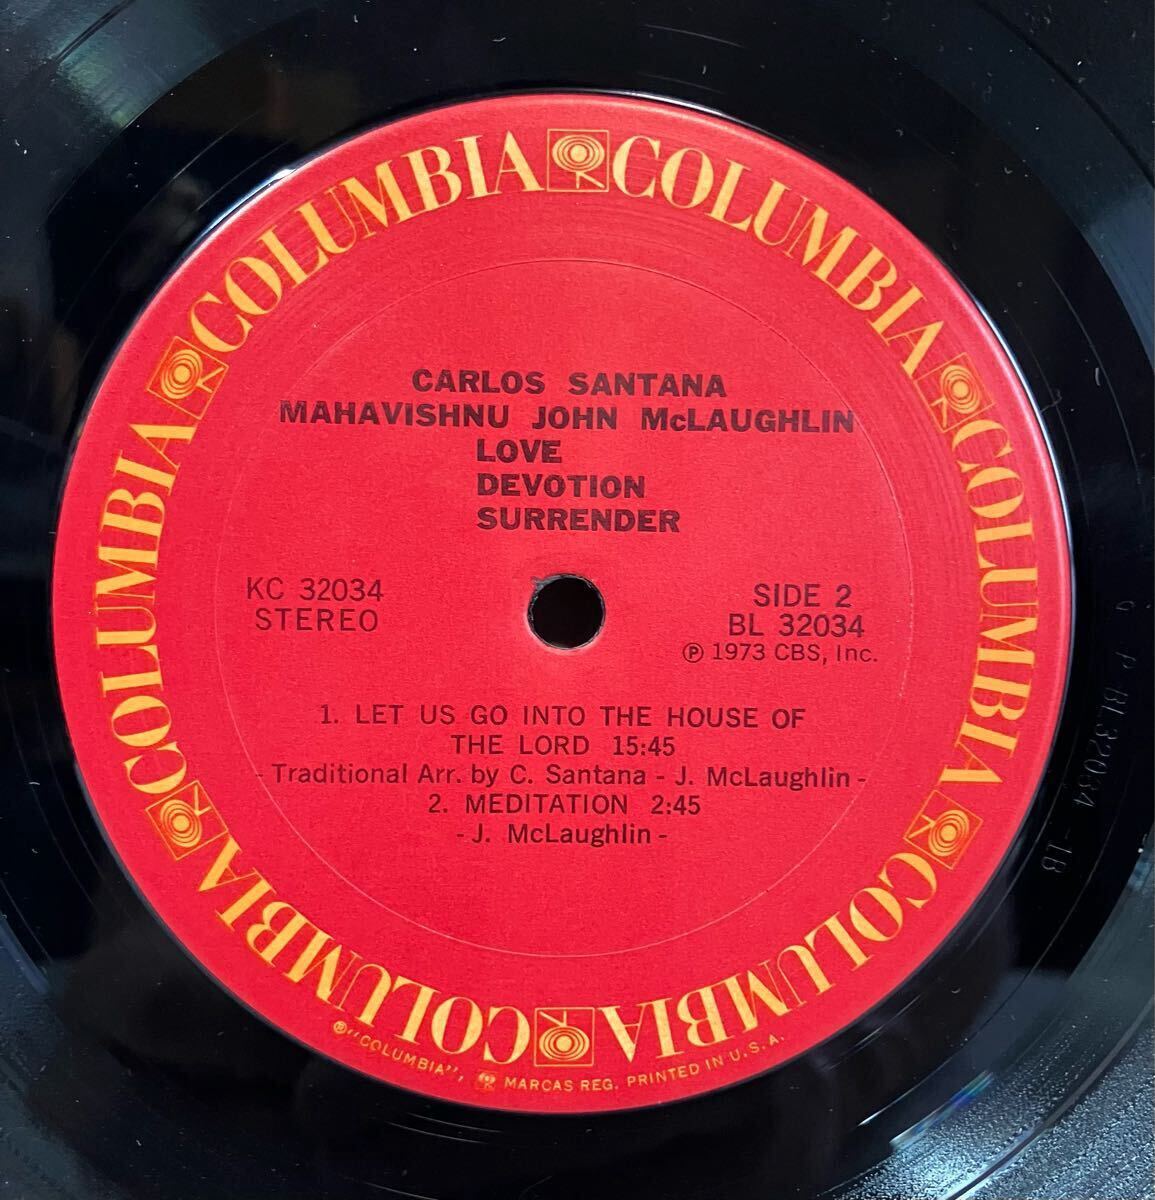 COLUMBIA COLUMBIA COLUMBIA COLUMBIA COLUMBIA COLUMBIA
CARLOS SANTANA
MAHAVISHNU JOHN McLAUGHLIN
LOVE
DEVOTION
SURRENDER
KC 32034
STEREO
SIDE 2
BL 32034
Ⓟ 1973 CBS, Inc.
1. LET US GO INTO THE HOUSE OF
THE LORD 15:45
- Traditional Arr. by C. Santana - J. McLaughlin -
2. MEDITATION 2:45
- J. McLaughlin -
® "COLUMBIA", MARCAS REG. PRINTED IN U.S.A.
G P BL32034 -1B